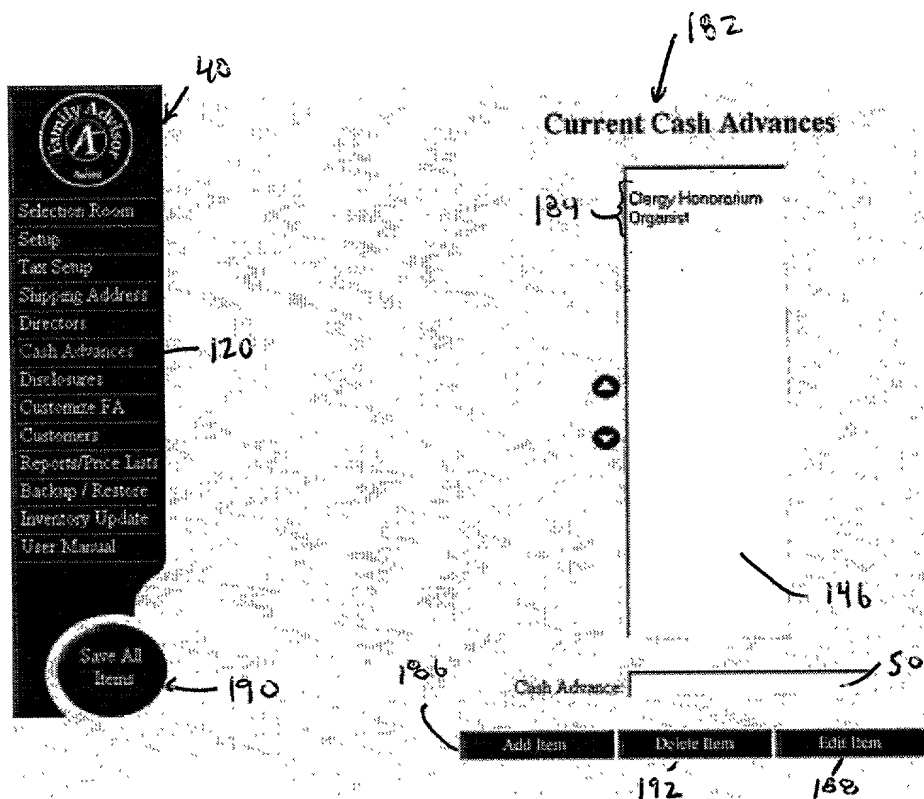 182
40
Family Advisor
Current Cash Advances
184
Clergy Honorarium
Organist
Selection Room
Setup
Tax Setup
Shipping Address
Directors
Cash Advances
120
Disclosures
Customize FA
Customers
Reports/Price Lists
Backup / Restore
Inventory Update
User Manual
146
Save All
Items
190
186
Cash Advance
50
Add Item
Delete Item
Edit Item
192
188